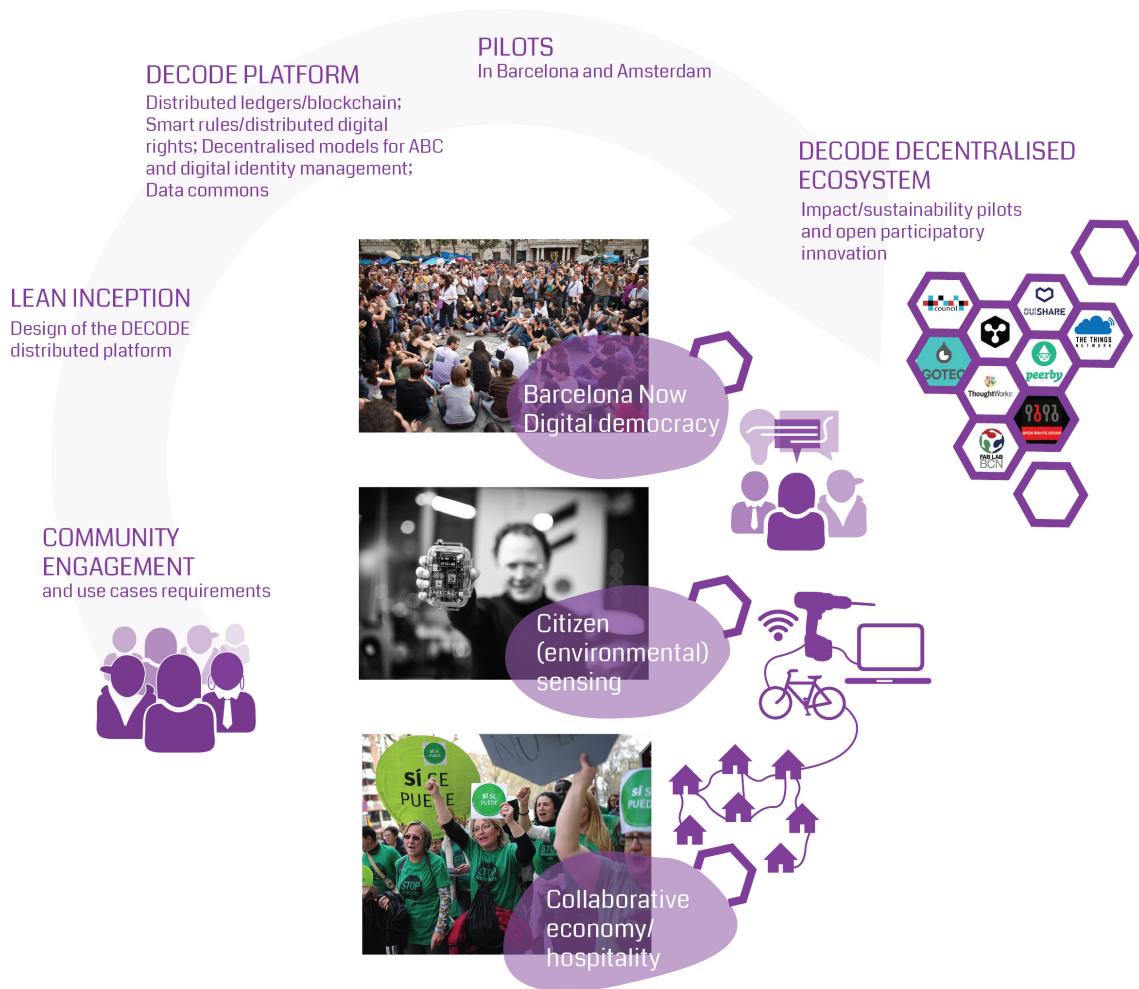 PILOTS
In Barcelona and Amsterdam
DECODE PLATFORM
Distributed ledgers/blockchain;
Smart rules/distributed digital
rights; Decentralised models for ABC
and digital identity management;
Data commons
DECODE DECENTRALISED
ECOSYSTEM
Impact/sustainability pilots
and open participatory
innovation
LEAN INCEPTION
Design of the DECODE
distributed platform
COMMUNITY
ENGAGEMENT
and use cases requirements
council
OUISHARE
THE THINGS
NETWORK
GOTEO
peerby
ThoughtWorks
OPEN RIGHTS GROUP
FAB LAB
BCN
Barcelona Now
Digital democracy
Citizen
(environmental)
sensing
SÍ SE
PUEDE
SÍ SE
PUEDE
SÍ SE
PUEDE
STOP
Collaborative
economy/
hospitality